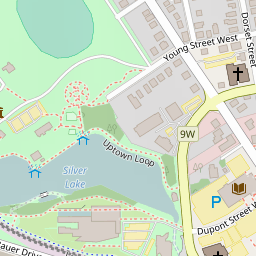 Dorset Street
Young Street West
9W
Uptown Loop
Silver
Lake
P
Dupont Street W
auer Driv